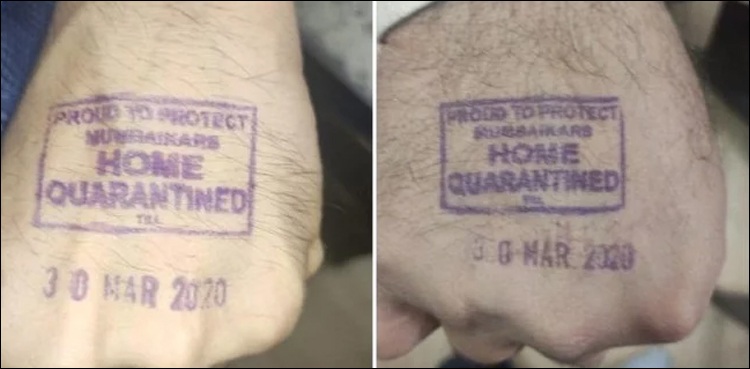 PROUD TO PROTECT
MUMBAIKARS
HOME
QUARANTINED
TILL
30 MAR 2020
PROUD TO PROTECT
MUMBAIKARS
HOME
QUARANTINED
TILL
30 MAR 2020